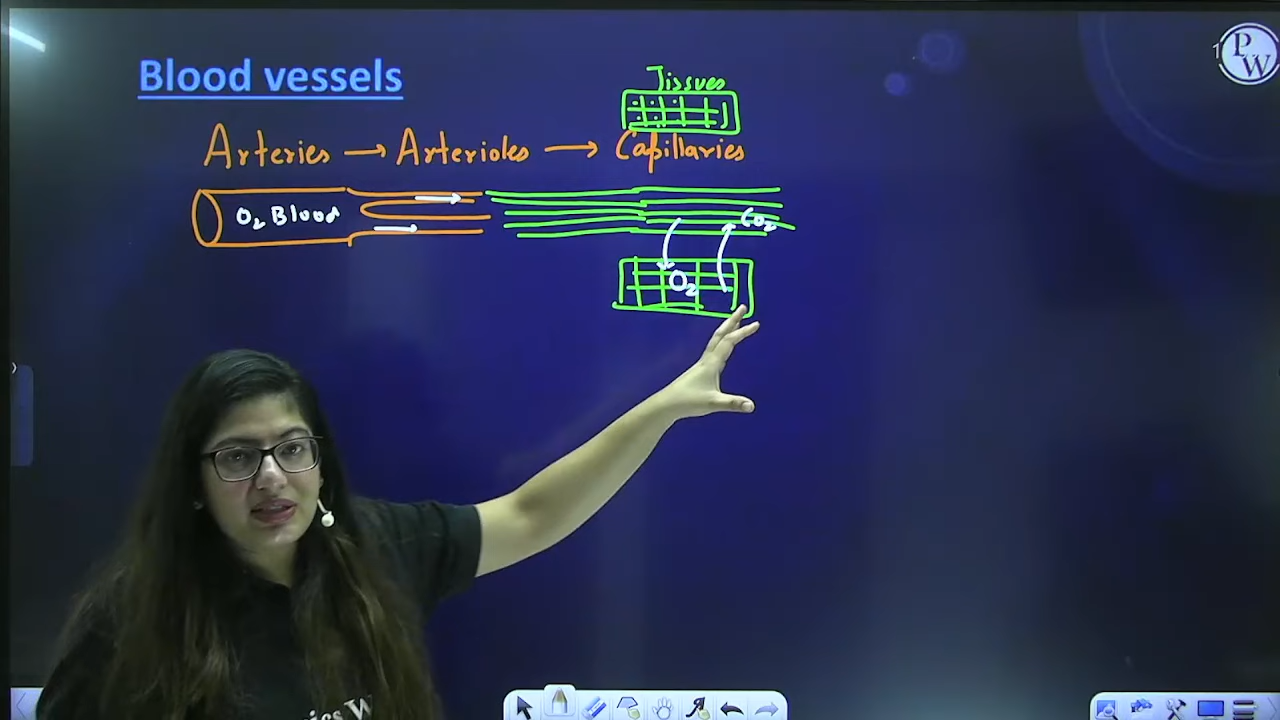 Blood vessels
Tissues
Arteries → Arterioles → Capillaries
O₂ Blood
CO₂
O₂
PW